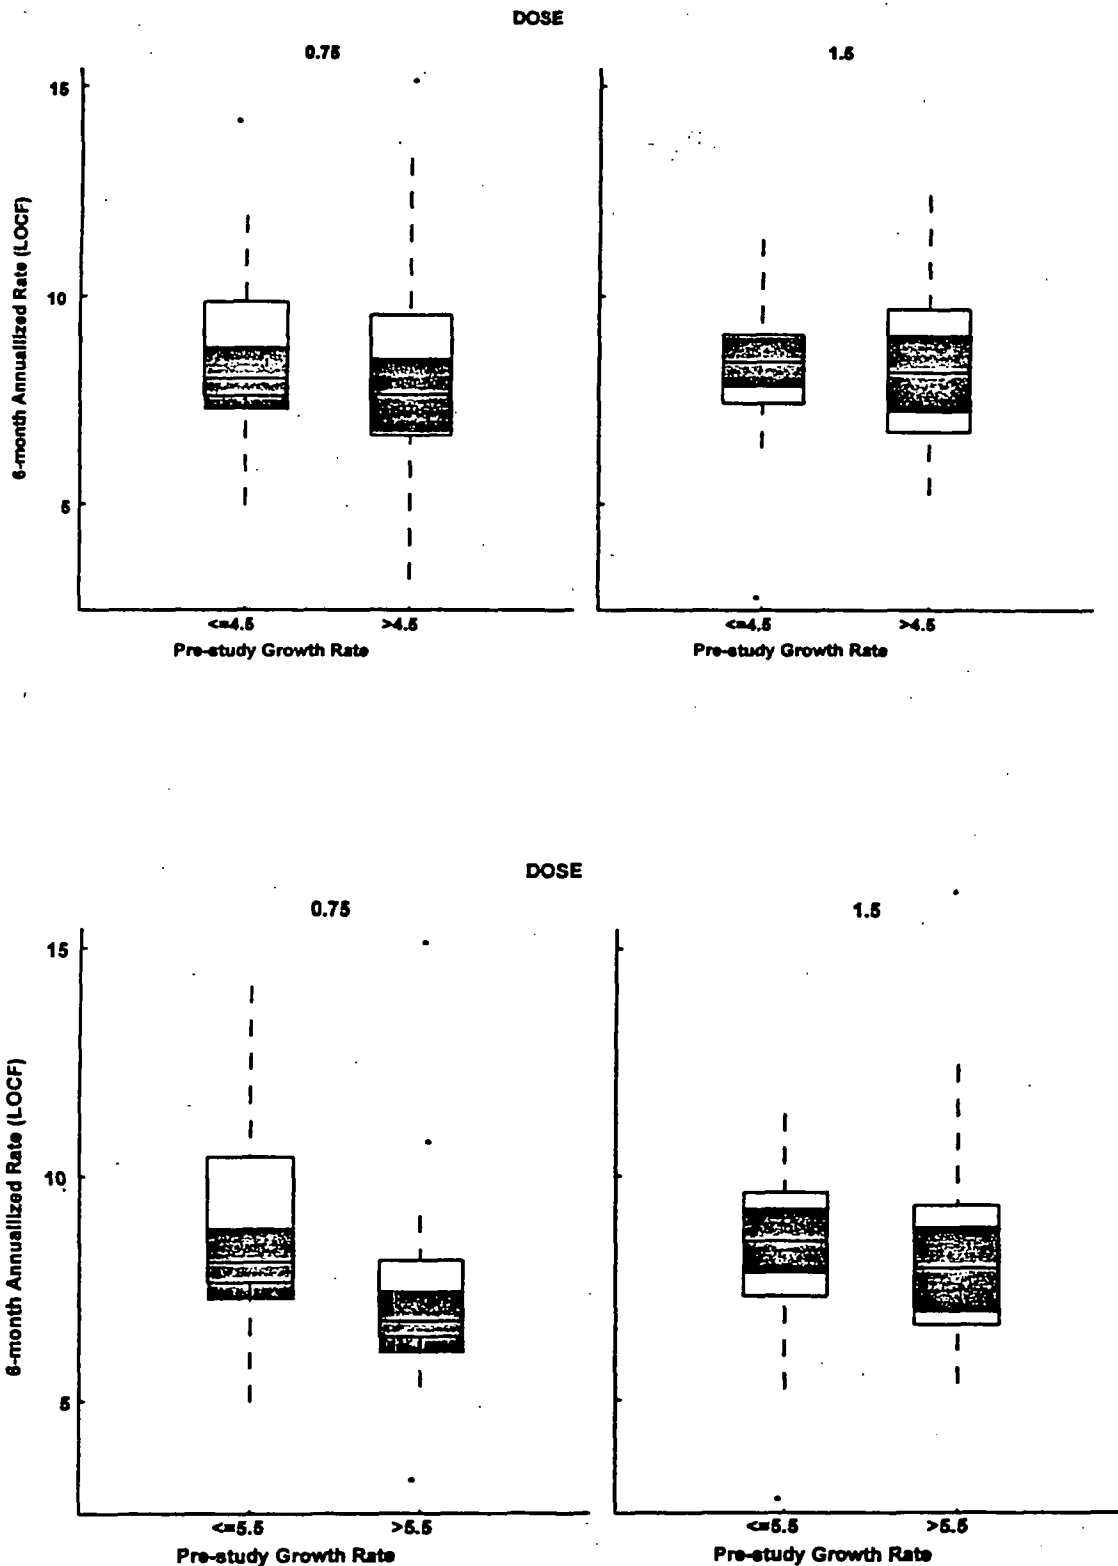 DOSE
0.75 1.5
15
10
5
6-month Annualized Rate (LOCF)
<=4.5 >4.5 <=4.5 >4.5
Pre-study Growth Rate Pre-study Growth Rate
DOSE
0.75 1.5
15
10
5
6-month Annualized Rate (LOCF)
<=5.5 >5.5 <=5.5 >5.5
Pre-study Growth Rate Pre-study Growth Rate